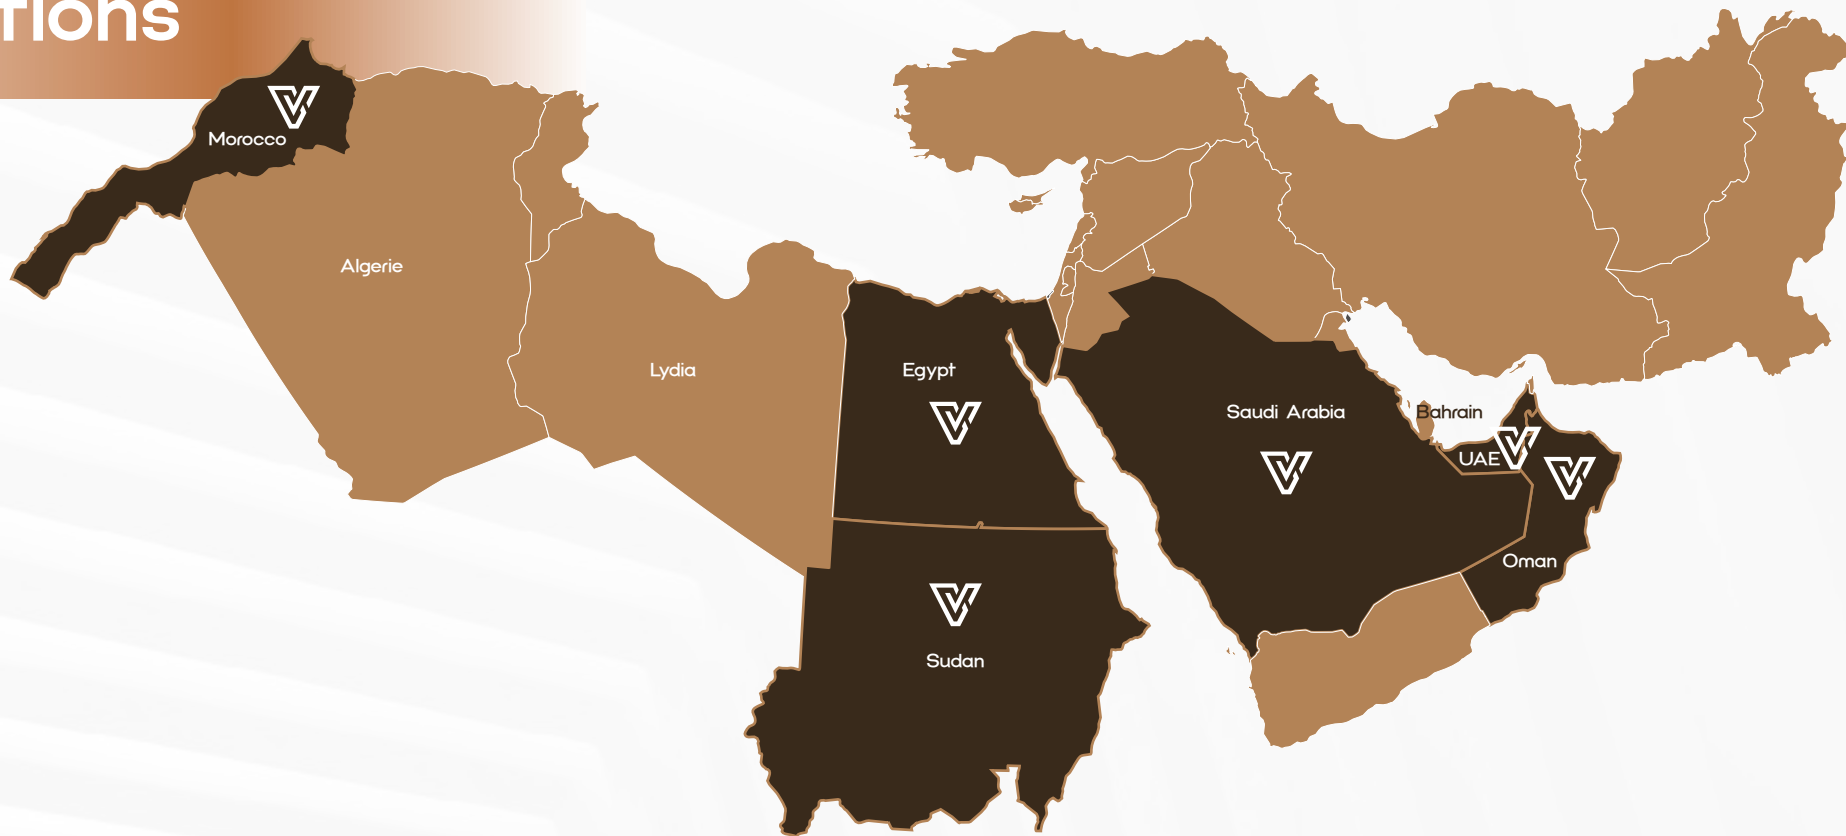 tions
Morocco
Algerie
Lydia
Egypt
Saudi Arabia
Bahrain
UAE
Oman
Sudan